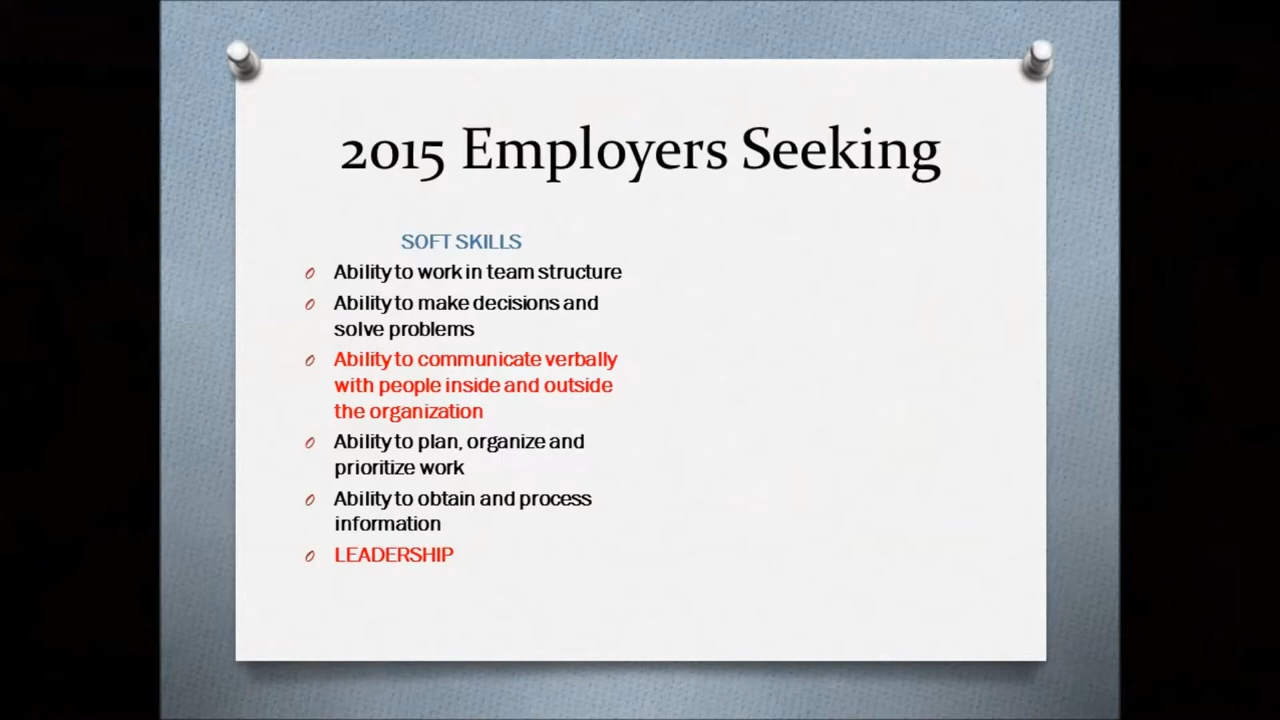 2015 Employers Seeking
SOFT SKILLS
Ability to work in team structure
Ability to make decisions and
solve problems
Ability to communicate verbally
with people inside and outside
the organization
Ability to plan, organize and
prioritize work
Ability to obtain and process
information
LEADERSHIP